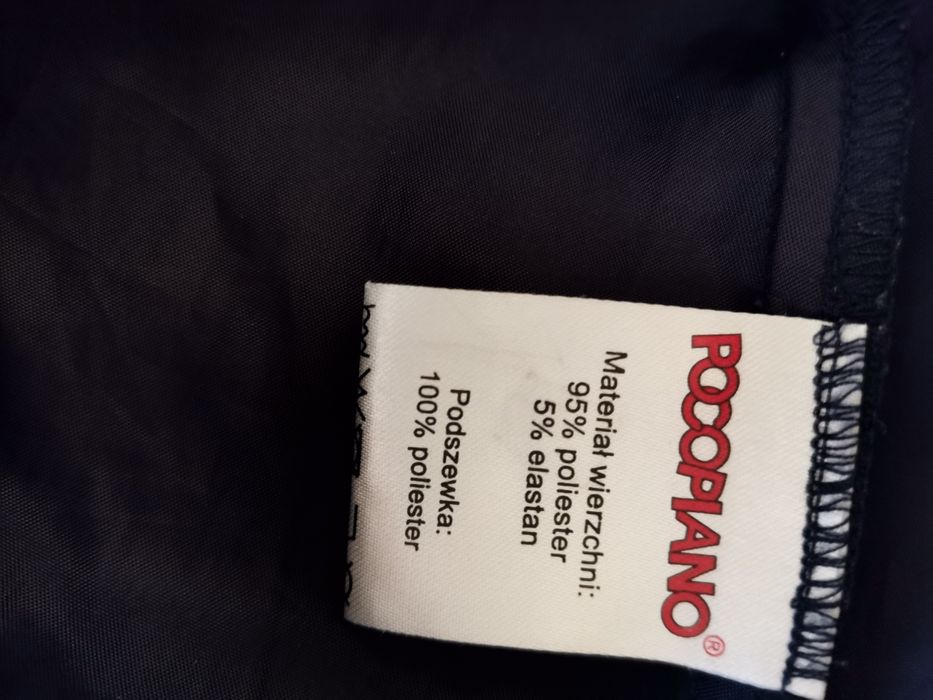 POCOPIANO®
Materiał wierzchni:
95% poliester
5% elastan
Podszewka:
100% poliester